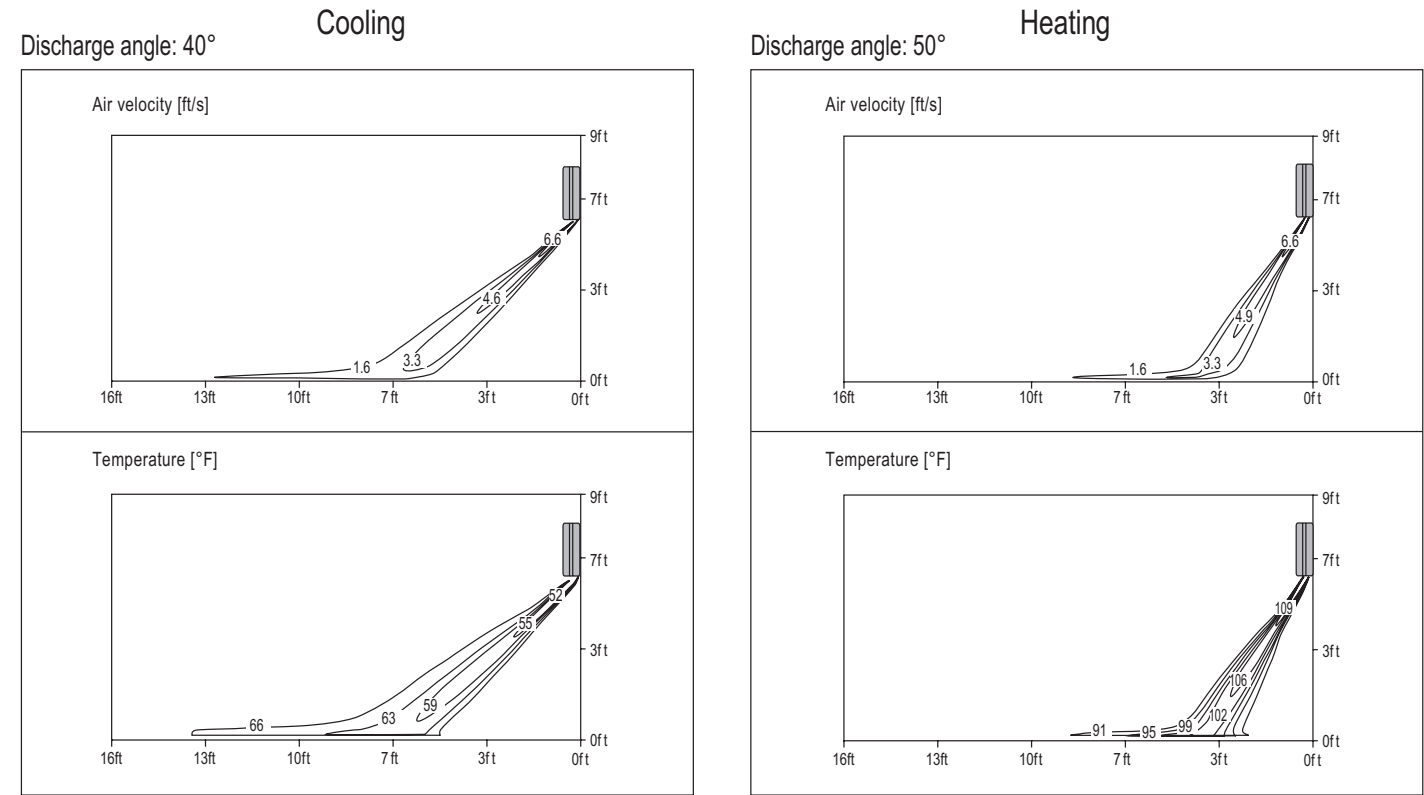 Cooling
Discharge angle: 40°
Air velocity [ft/s]
9ft
7ft
6.6
3ft
4.6
3.3
1.6
0ft
16ft 13ft 10ft 7ft 3ft 0ft
Temperature [°F]
9ft
7ft
52
55
3ft
59
63
66
0ft
16ft 13ft 10ft 7ft 3ft 0ft
Heating
Discharge angle: 50°
Air velocity [ft/s]
9ft
7ft
6.6
3ft
4.9
3.3
1.6
0ft
16ft 13ft 10ft 7ft 3ft 0ft
Temperature [°F]
9ft
7ft
109
3ft
106
102
99
95
91
0ft
16ft 13ft 10ft 7ft 3ft 0ft